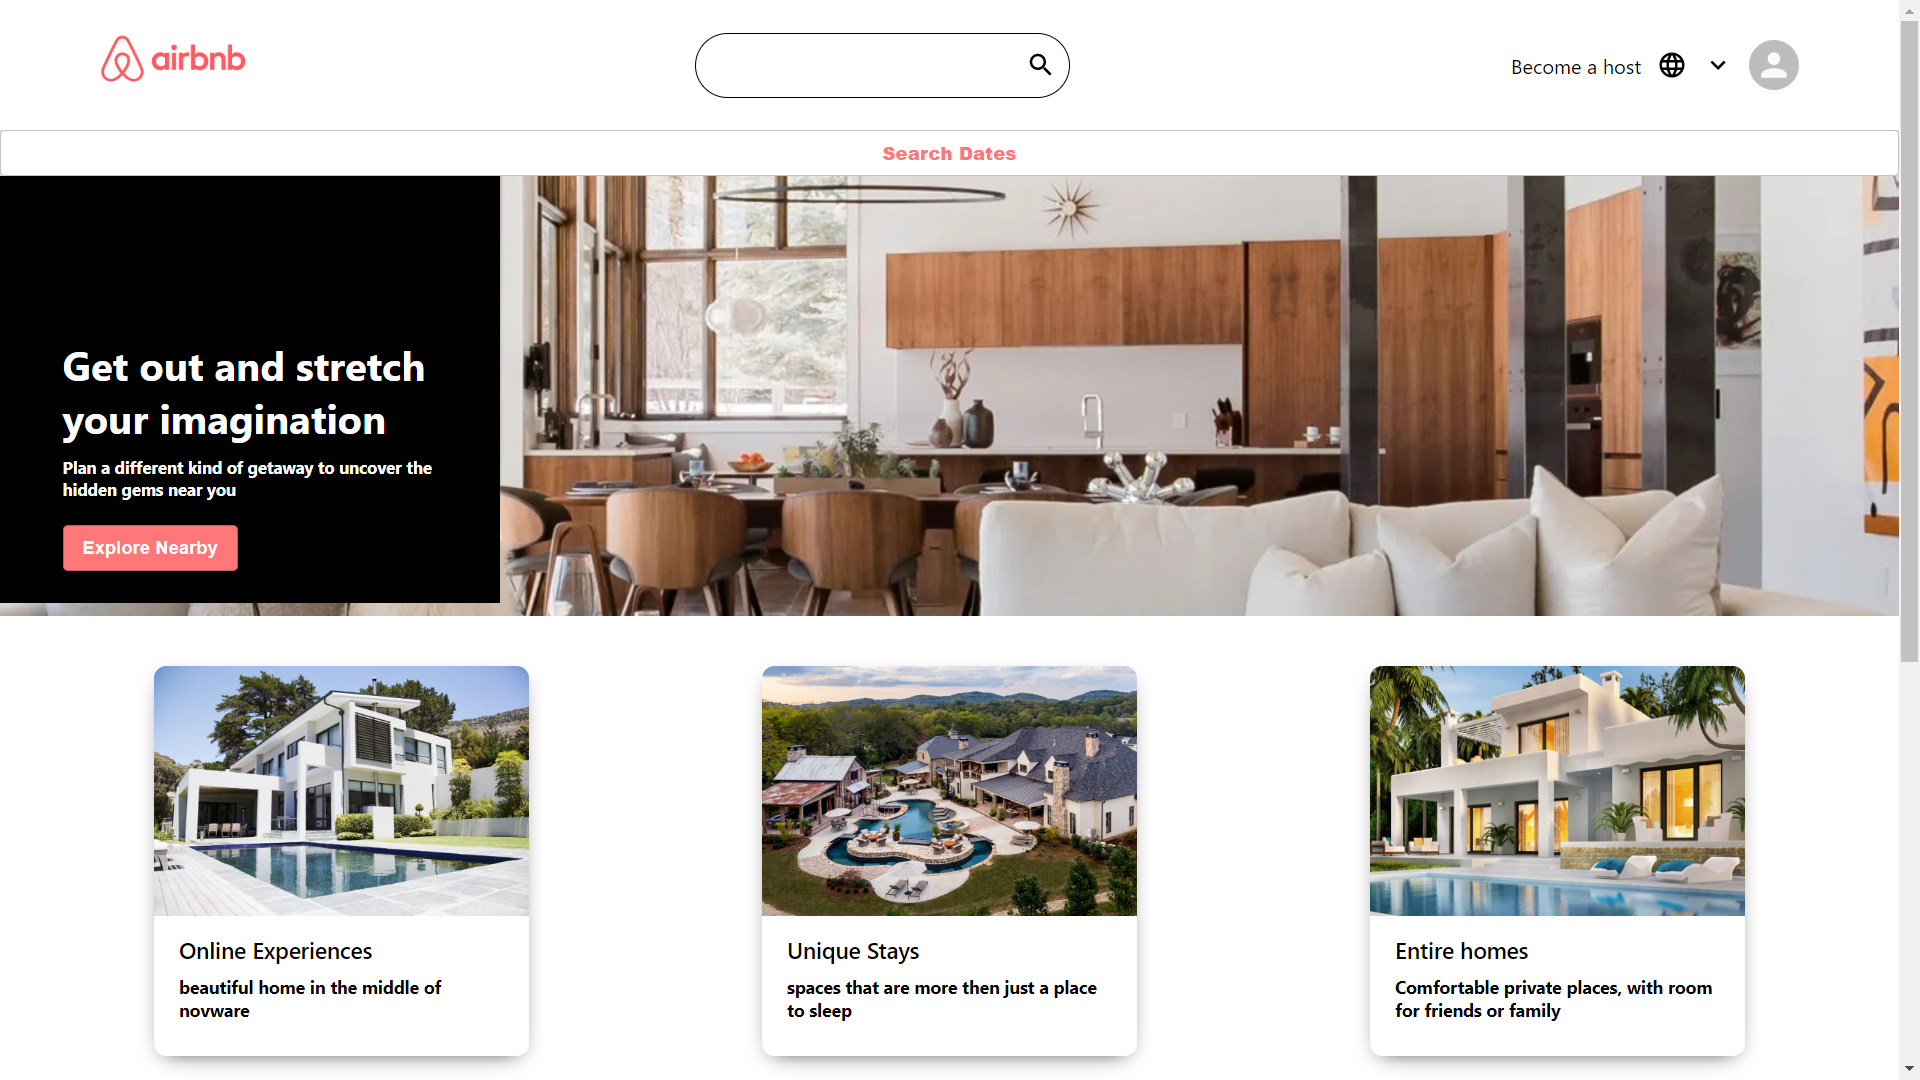 airbnb
Become a host
Search Dates
Get out and stretch
your imagination
Plan a different kind of getaway to uncover the
hidden gems near you
Explore Nearby
Online Experiences
beautiful home in the middle of
novware
Unique Stays
spaces that are more then just a place
to sleep
Entire homes
Comfortable private places, with room
for friends or family